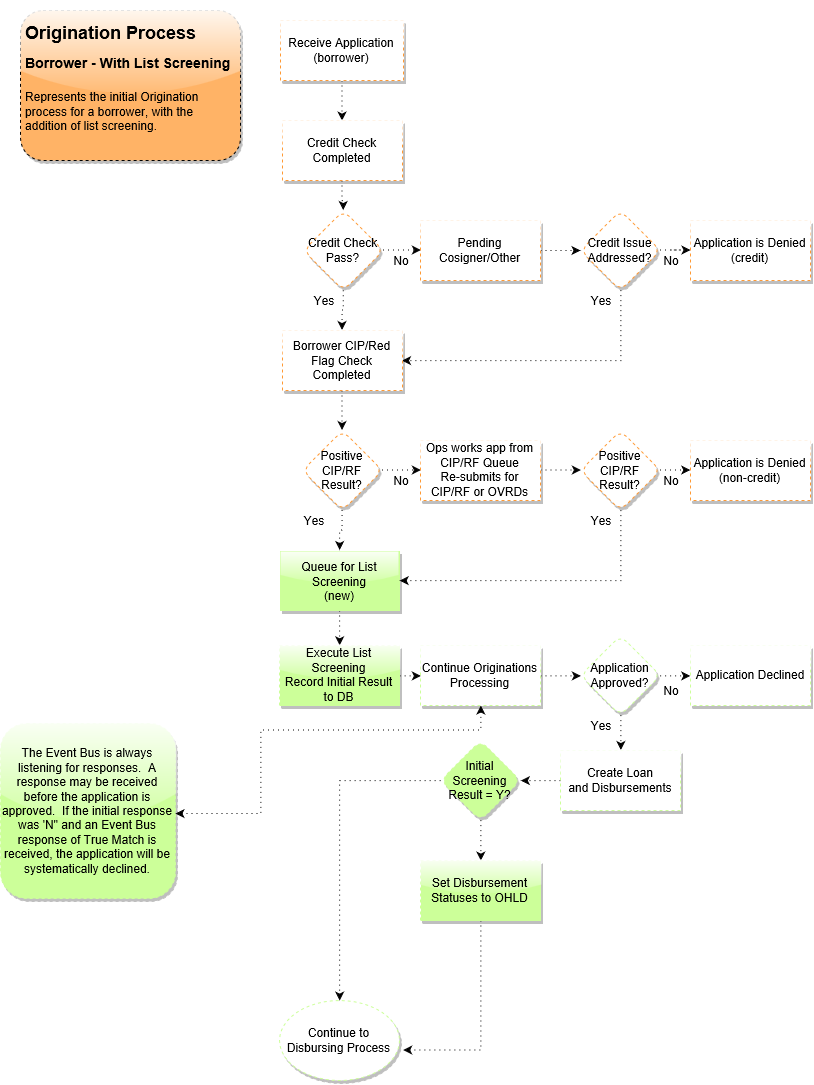 Origination Process
Borrower - With List Screening
Represents the initial Origination
process for a borrower, with the
addition of list screening.
Receive Application
(borrower)
Credit Check
Completed
Credit Check
Pass?
No
Pending
Cosigner/Other
Credit Issue
Addressed?
No
Application is Denied
(credit)
Yes
Yes
Borrower CIP/Red
Flag Check
Completed
Positive
CIP/RF
Result?
No
Ops works app from
CIP/RF Queue
Re-submits for
CIP/RF or OVRDs
Positive
CIP/RF
Result?
No
Application is Denied
(non-credit)
Yes
Yes
Queue for List
Screening
(new)
Execute List
Screening
Record Initial Result
to DB
Continue Originations
Processing
Application
Approved?
No
Application Declined
Yes
The Event Bus is always
listening for responses.  A
response may be received
before the application is
approved.  If the initial response
was 'N" and an Event Bus
response of True Match is
received, the application will be
systematically declined.
Initial
Screening
Result = Y?
Create Loan
and Disbursements
Set Disbursement
Statuses to OHLD
Continue to
Disbursing Process